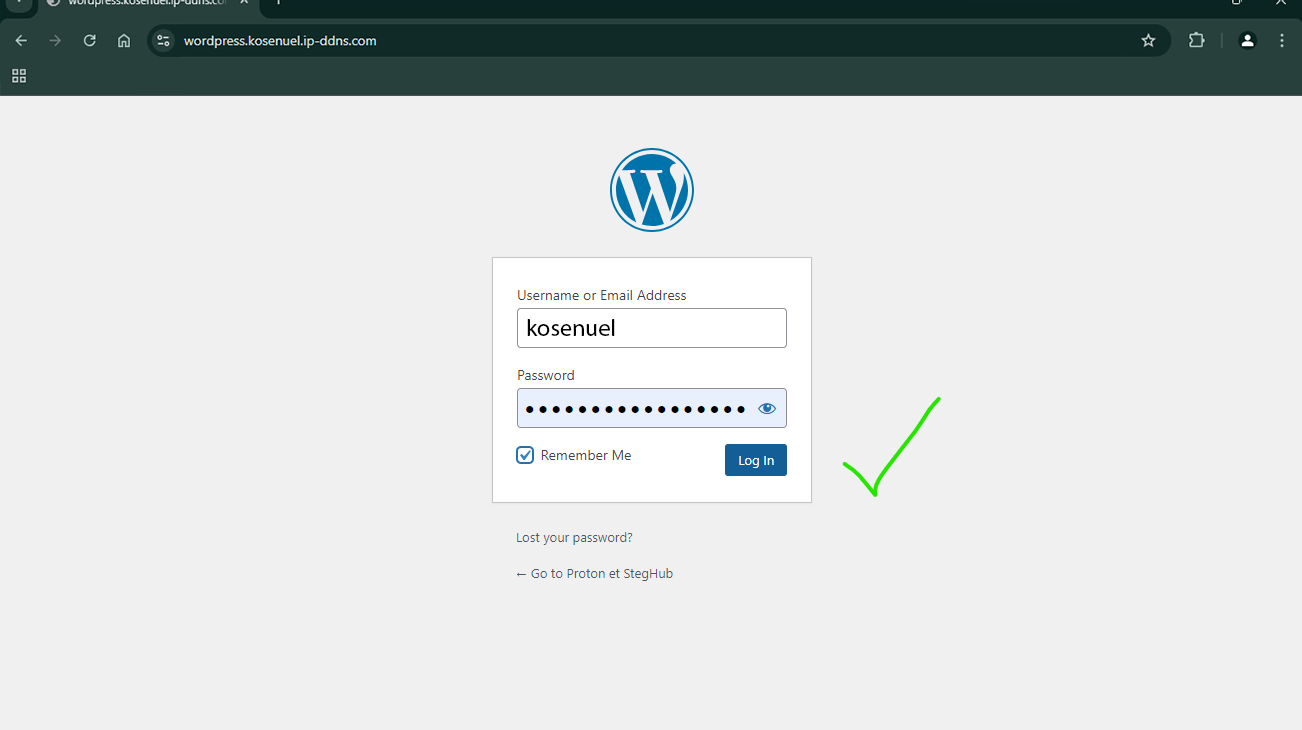 wordpress.kosenuel.ip-ddns.co
wordpress.kosenuel.ip-ddns.com
Username or Email Address
kosenuel
Password
Remember Me
Log In
Lost your password?
← Go to Proton et StegHub